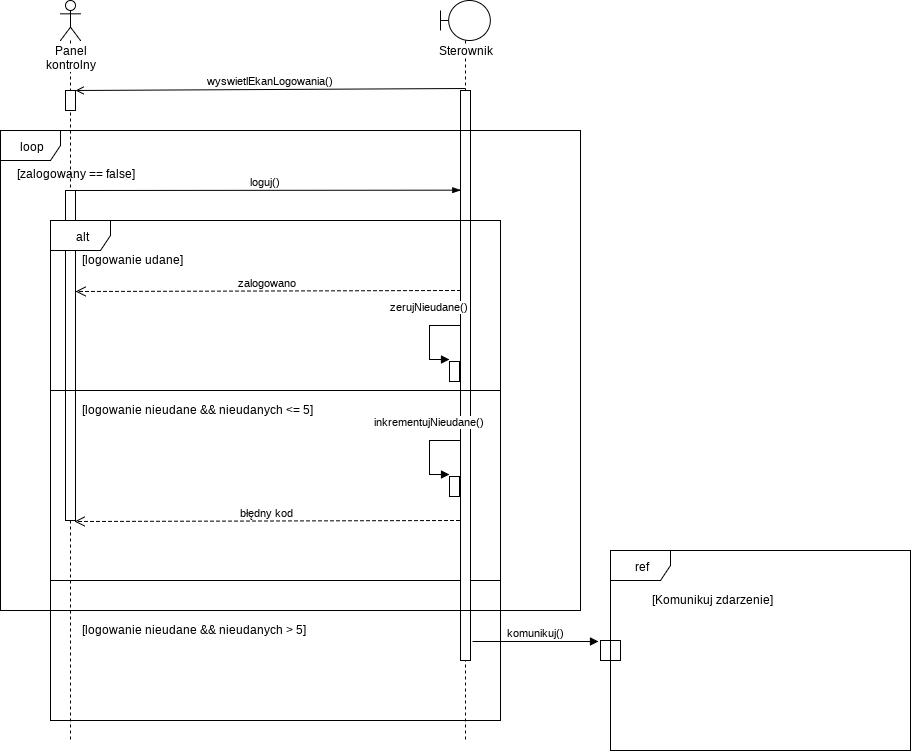 Panel
kontrolny
Sterownik
wyswietlEkanLogowania()
loop
[zalogowany == false]
loguj()
alt
[logowanie udane]
zalogowano
zerujNieudane()
[logowanie nieudane && nieudanych <= 5]
inkrementujNieudane()
błędny kod
ref
[Komunikuj zdarzenie]
[logowanie nieudane && nieudanych > 5]
komunikuj()